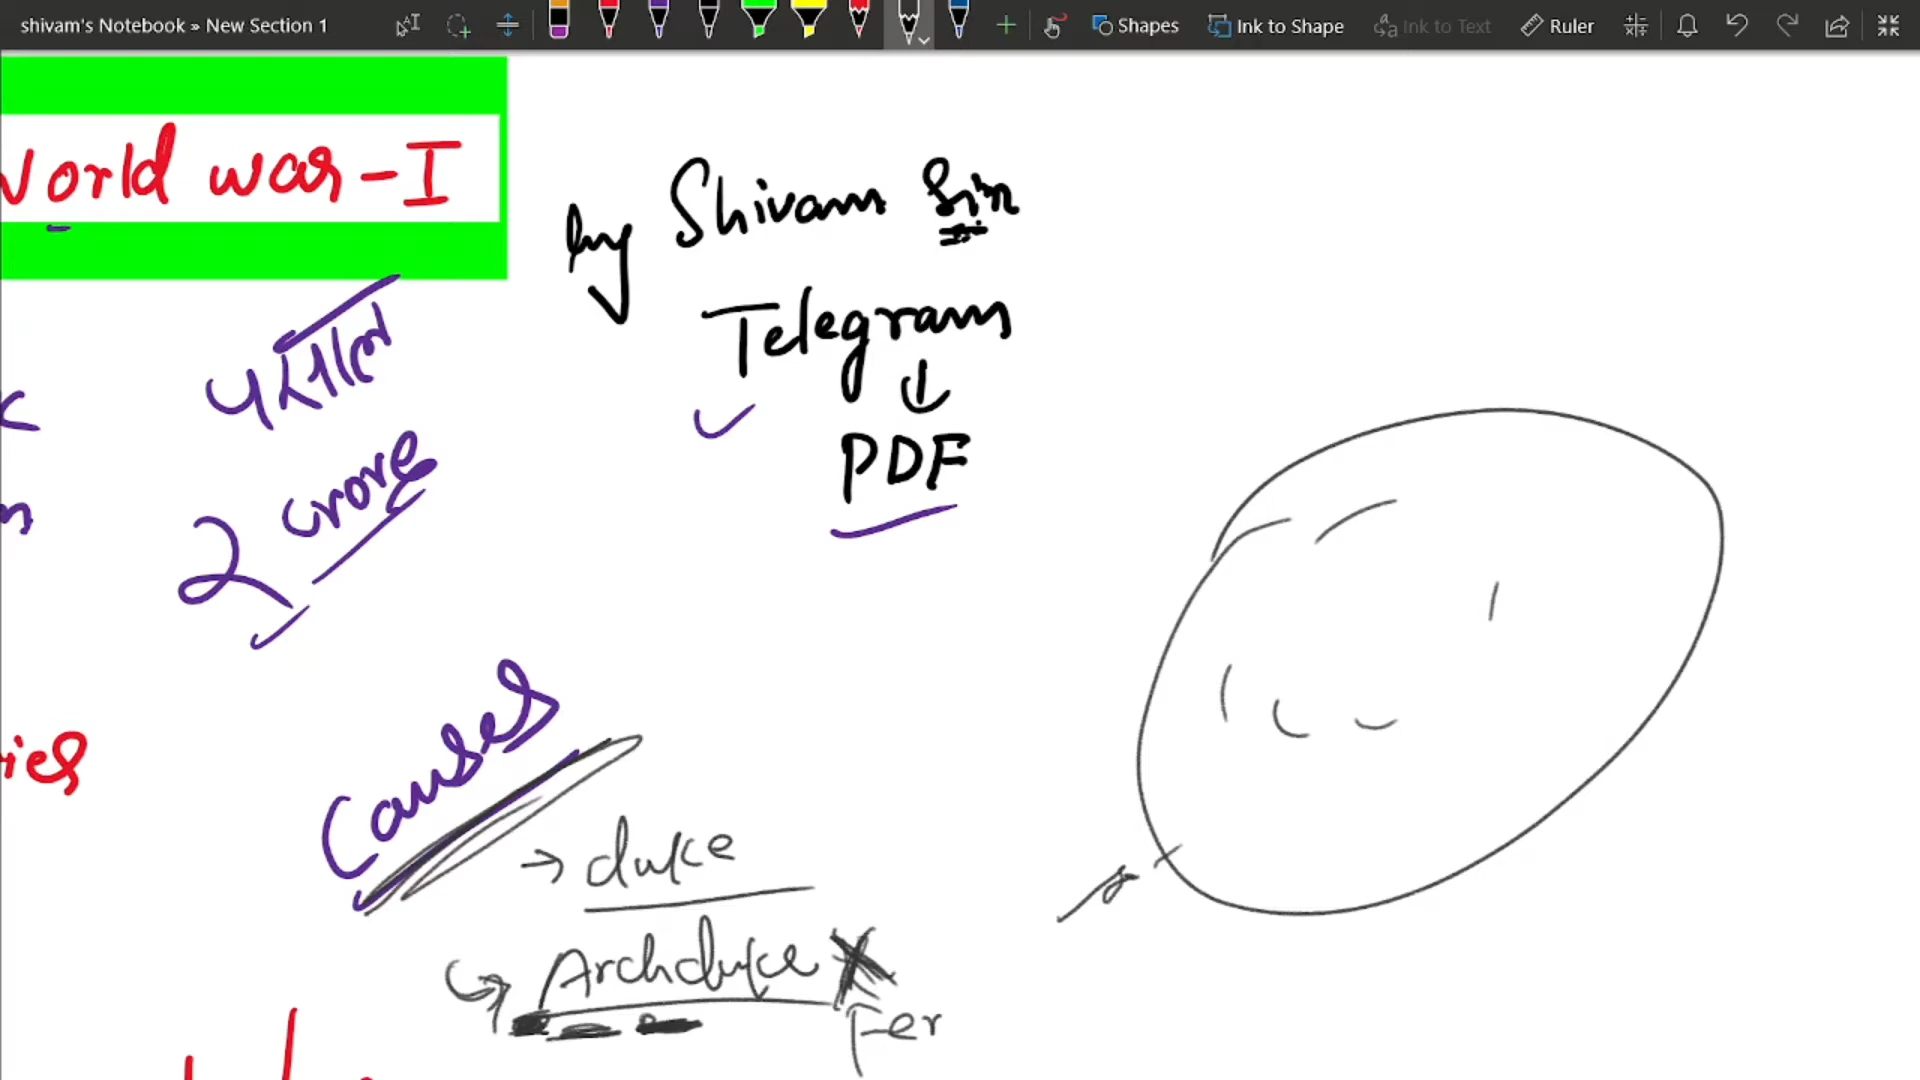 shivam's Notebook » New Section 1
Shapes
Ink to Shape
Ink to Text
Ruler
World war-I
by Shivam Sir
Telegram
PDF
2 crore
Causes
→ duke
Archduke
Fer